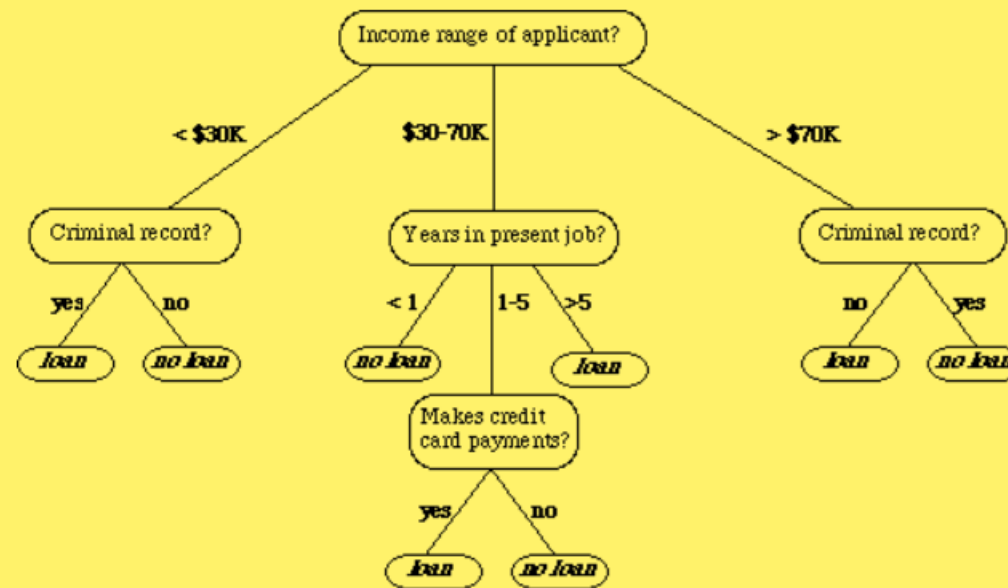 Income range of applicant?
< $30K
$30-70K
> $70K
Criminal record?
Years in present job?
Criminal record?
yes
no
< 1
1-5
>5
no
yes
loan
no loan
no loan
loan
loan
no loan
Makes credit
card payments?
yes
no
loan
no loan